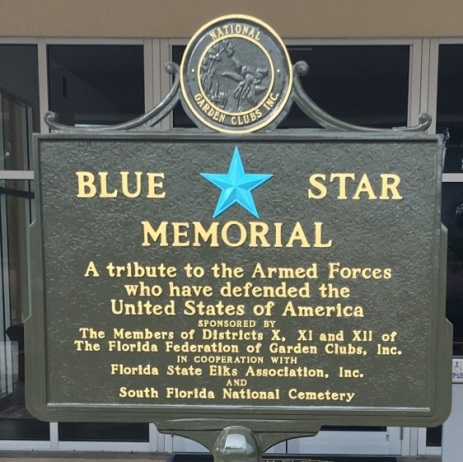 NATIONAL
GARDEN CLUBS INC.
BLUE STAR
MEMORIAL
A tribute to the Armed Forces
who have defended the
United States of America
SPONSORED BY
The Members of Districts X, XI and XII of
The Florida Federation of Garden Clubs, Inc.
IN COOPERATION WITH
Florida State Elks Association, Inc.
AND
South Florida National Cemetery